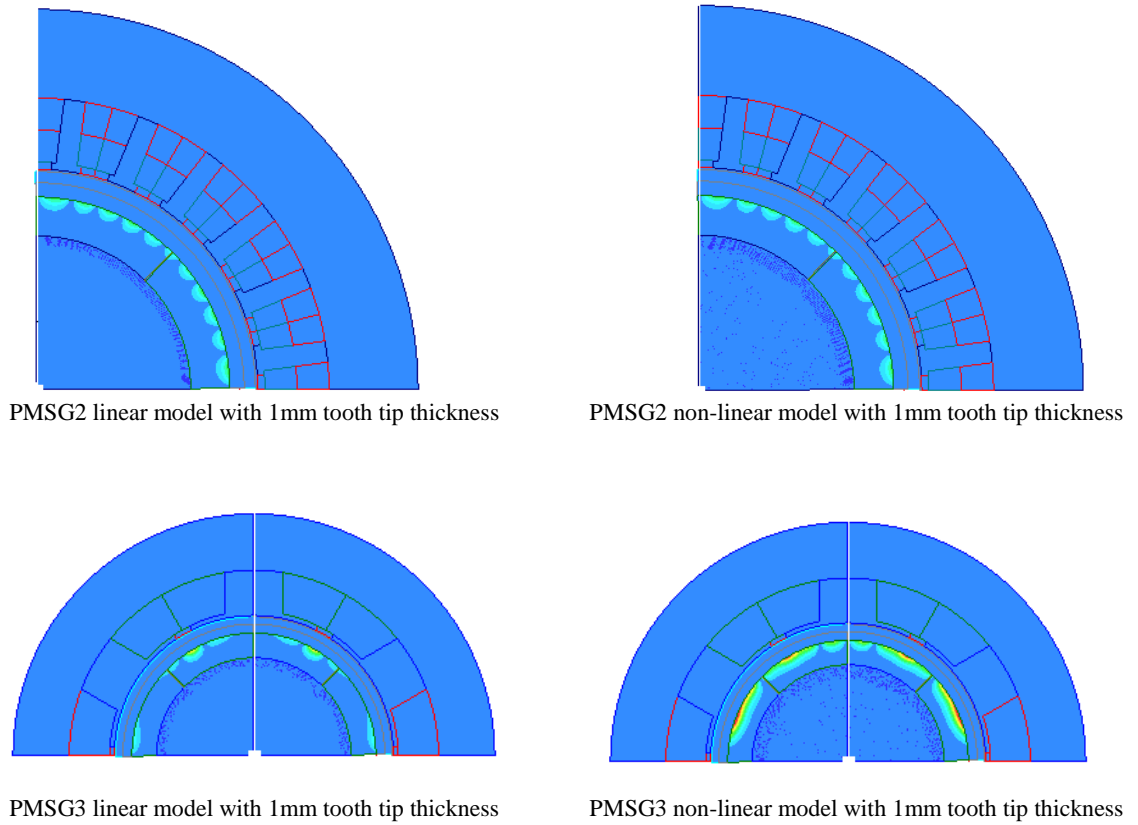 PMSG2 linear model with 1mm tooth tip thickness
PMSG2 non-linear model with 1mm tooth tip thickness
PMSG3 linear model with 1mm tooth tip thickness
PMSG3 non-linear model with 1mm tooth tip thickness